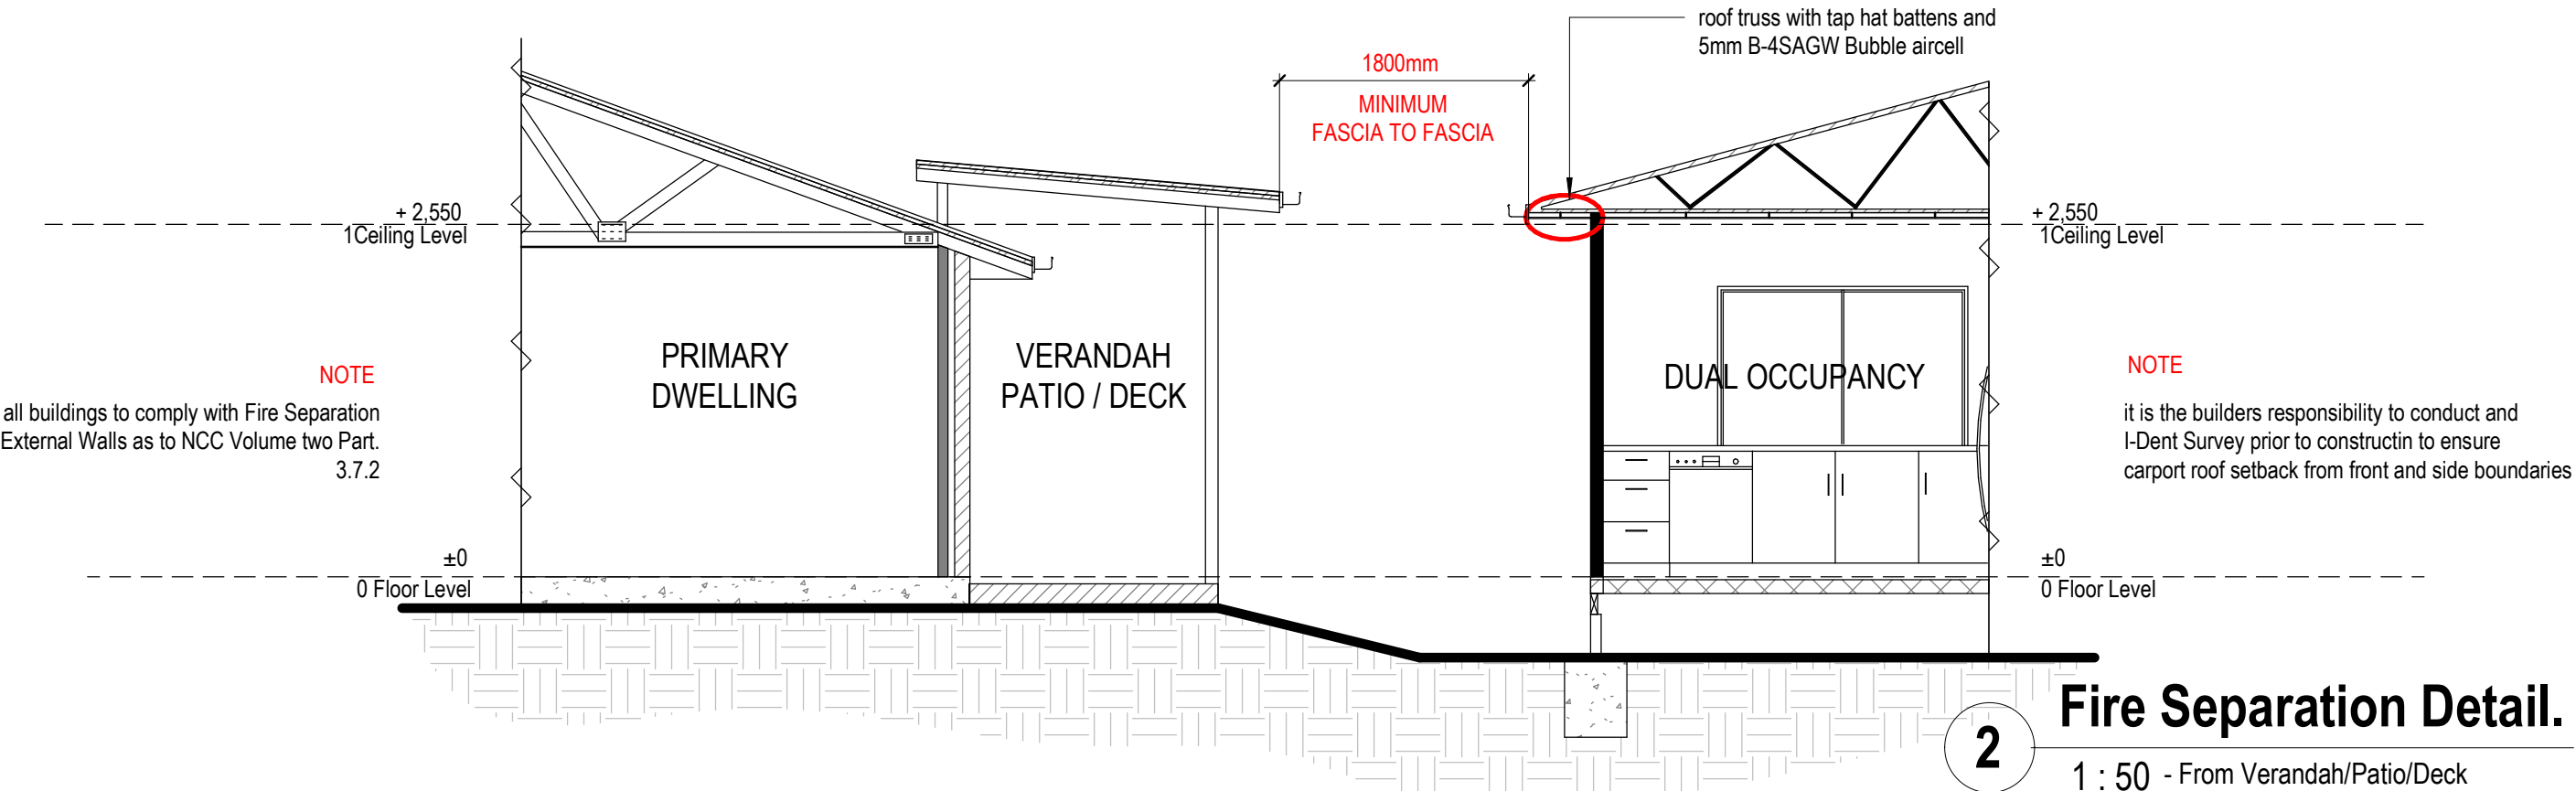 roof truss with tap hat battens and
5mm B-4SAGW Bubble aircell
1800mm
MINIMUM
FASCIA TO FASCIA
+ 2,550
1Ceiling Level
+ 2,550
1Ceiling Level
PRIMARY
DWELLING
VERANDAH
PATIO / DECK
DUAL OCCUPANCY
NOTE
all buildings to comply with Fire Separation
External Walls as to NCC Volume two Part.
3.7.2
NOTE
it is the builders responsibility to conduct and
I-Dent Survey prior to constructin to ensure
carport roof setback from front and side boundaries
±0
0 Floor Level
±0
0 Floor Level
2
Fire Separation Detail.
1 : 50 - From Verandah/Patio/Deck